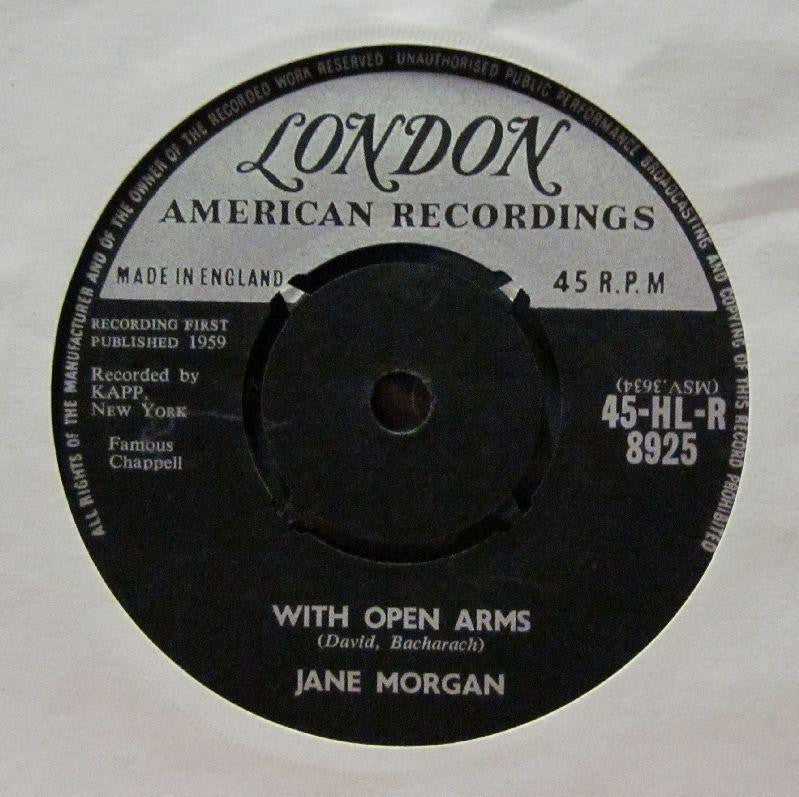 ALL RIGHTS OF THE MANUFACTURER AND OF THE OWNER OF THE RECORDED WORK RESERVED UNAUTHORISED PUBLIC PERFORMANCE BROADCASTING AND COPYING OF THIS RECORD PROHIBITED
LONDON
AMERICAN RECORDINGS
MADE IN ENGLAND
45 R.P.M
RECORDING FIRST
PUBLISHED 1959
Recorded by
KAPP,
NEW YORK
Famous
Chappell
(MSV.3634)
45-HL-R
8925
WITH OPEN ARMS
(David, Bacharach)
JANE MORGAN